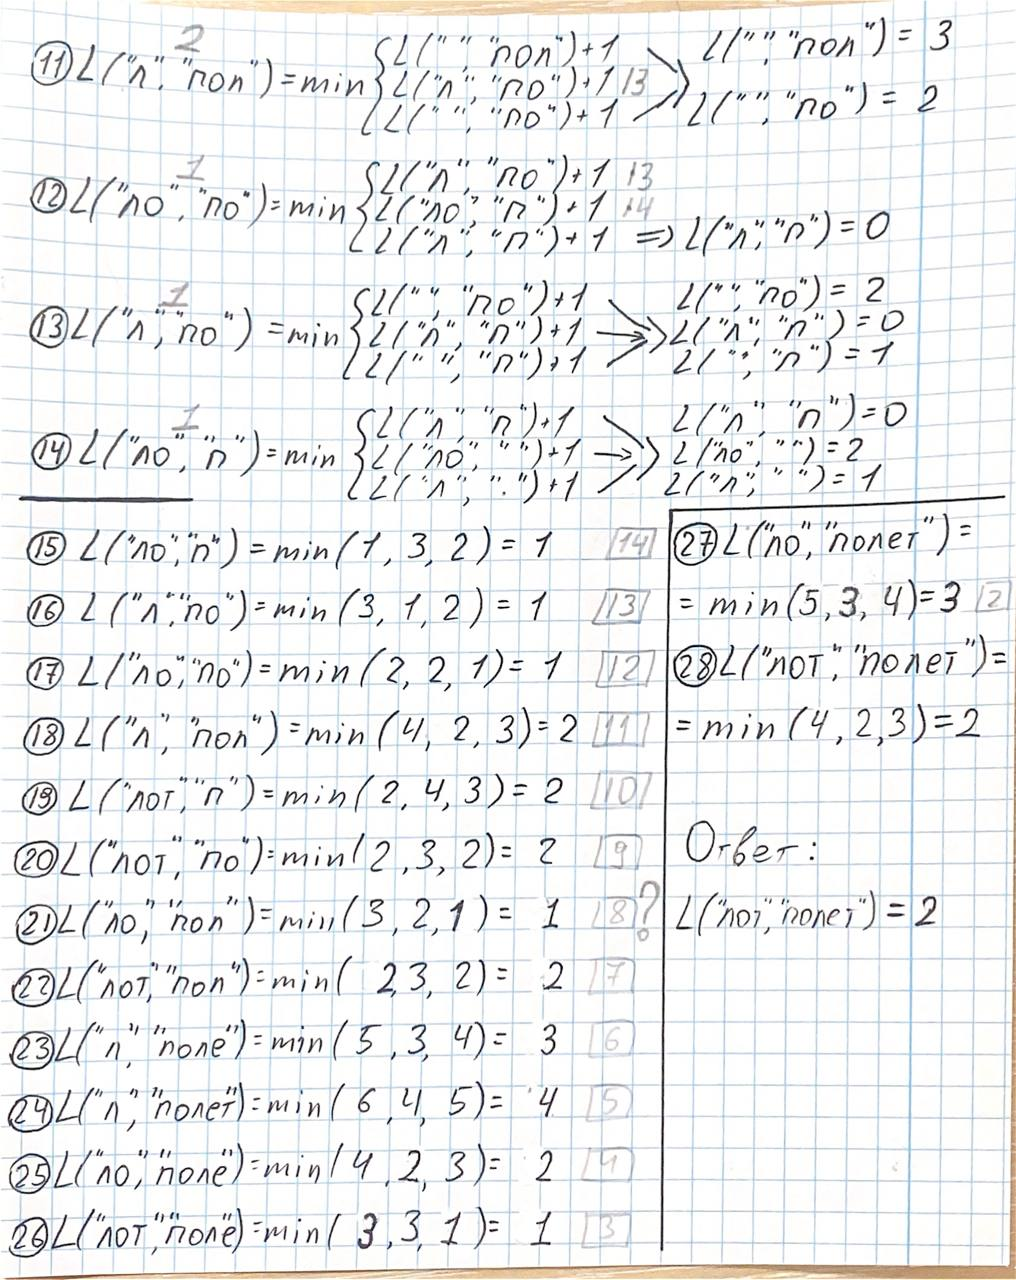 2
⑪ L("л", "пол") = min { L(" ", "пол")+1 L(" ", "пол") = 3
L("л", "по")+1 13
L(" ", "по")+1 L(" ", "по") = 2
1
⑫ L("ло", "по") = min { L("л", "по")+1 13
L("ло", "п")+1 14
L("л", "п")+1 => L("л", "п") = 0
1
⑬ L("л", "по") = min { L(" ", "по")+1 L(" ", "по") = 2
L("л", "п")+1 L("л", "п") = 0
L(" ", "п")+1 L(" ", "п") = 1
1
⑭ L("ло", "п") = min { L("л", "п")+1 L("л", "п") = 0
L("ло", " ")+1 L("ло", " ") = 2
L("л", " ")+1 L("л", " ") = 1
⑮ L("ло", "п") = min(1, 3, 2) = 1 14
⑯ L("л", "по") = min(3, 1, 2) = 1 13
⑰ L("ло", "по") = min(2, 2, 1) = 1 12
⑱ L("л", "пол") = min(4, 2, 3) = 2 11
⑲ L("лот", "п") = min(2, 4, 3) = 2 10
⑳ L("лот", "по") = min(2, 3, 2) = 2 9
㉑ L("ло", "пол") = min(3, 2, 1) = 1 8 ?
㉒ L("лот", "пол") = min( 2,3, 2) = 2 7
㉓ L("л", "поле") = min(5, 3, 4) = 3 6
㉔ L("л", "полет") = min(6, 4, 5) = 4 5
㉕ L("ло", "поле") = min(4, 2, 3) = 2 4
㉖ L("лот", "поле") = min(3, 3, 1) = 1 3
㉗ L("ло", "полет") =
= min(5, 3, 4) = 3 2
㉘ L("лот", "полет") =
= min(4, 2, 3) = 2
Ответ:
L("лот", "полет") = 2